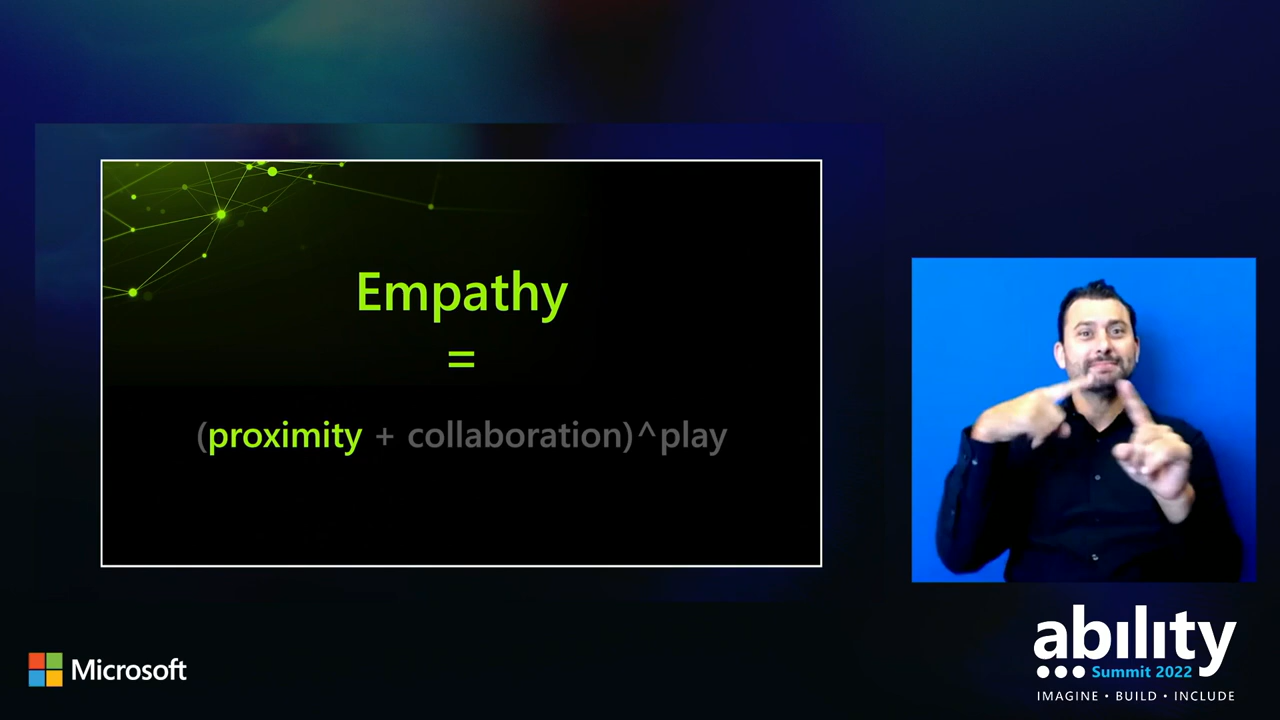 Empathy
=
(proximity + collaboration)^play
Microsoft
ability
Summit 2022
IMAGINE • BUILD • INCLUDE